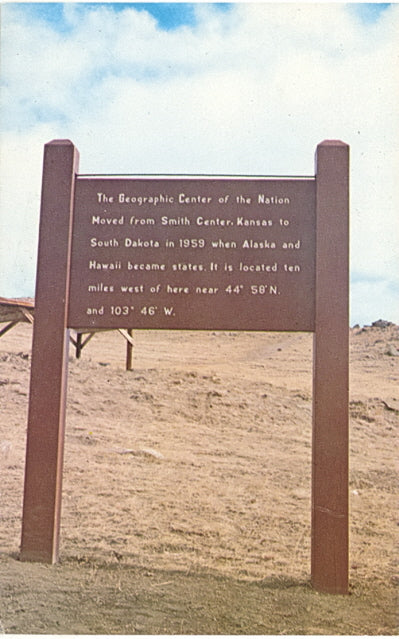 The Geographic Center of the Nation
Moved from Smith Center, Kansas to
South Dakota in 1959 when Alaska and
Hawaii became states. It is located ten
miles west of here near 44° 58' N.
and 103° 46' W.